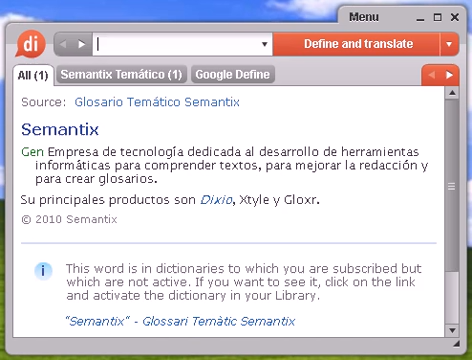 Menu
di
Define and translate
All (1) Semantix Temático (1) Google Define
Source: Glosario Temático Semantix
Semantix
Gen Empresa de tecnología dedicada al desarrollo de herramientas
informáticas para comprender textos, para mejorar la redacción y
para crear glosarios.
Su principales productos son Dixio, Xtyle y Gloxr.
© 2010 Semantix
i
This word is in dictionaries to which you are subscribed but
which are not active. If you want to see it, click on the link
and activate the dictionary in your Library.
"Semantix" - Glossari Temàtic Semantix